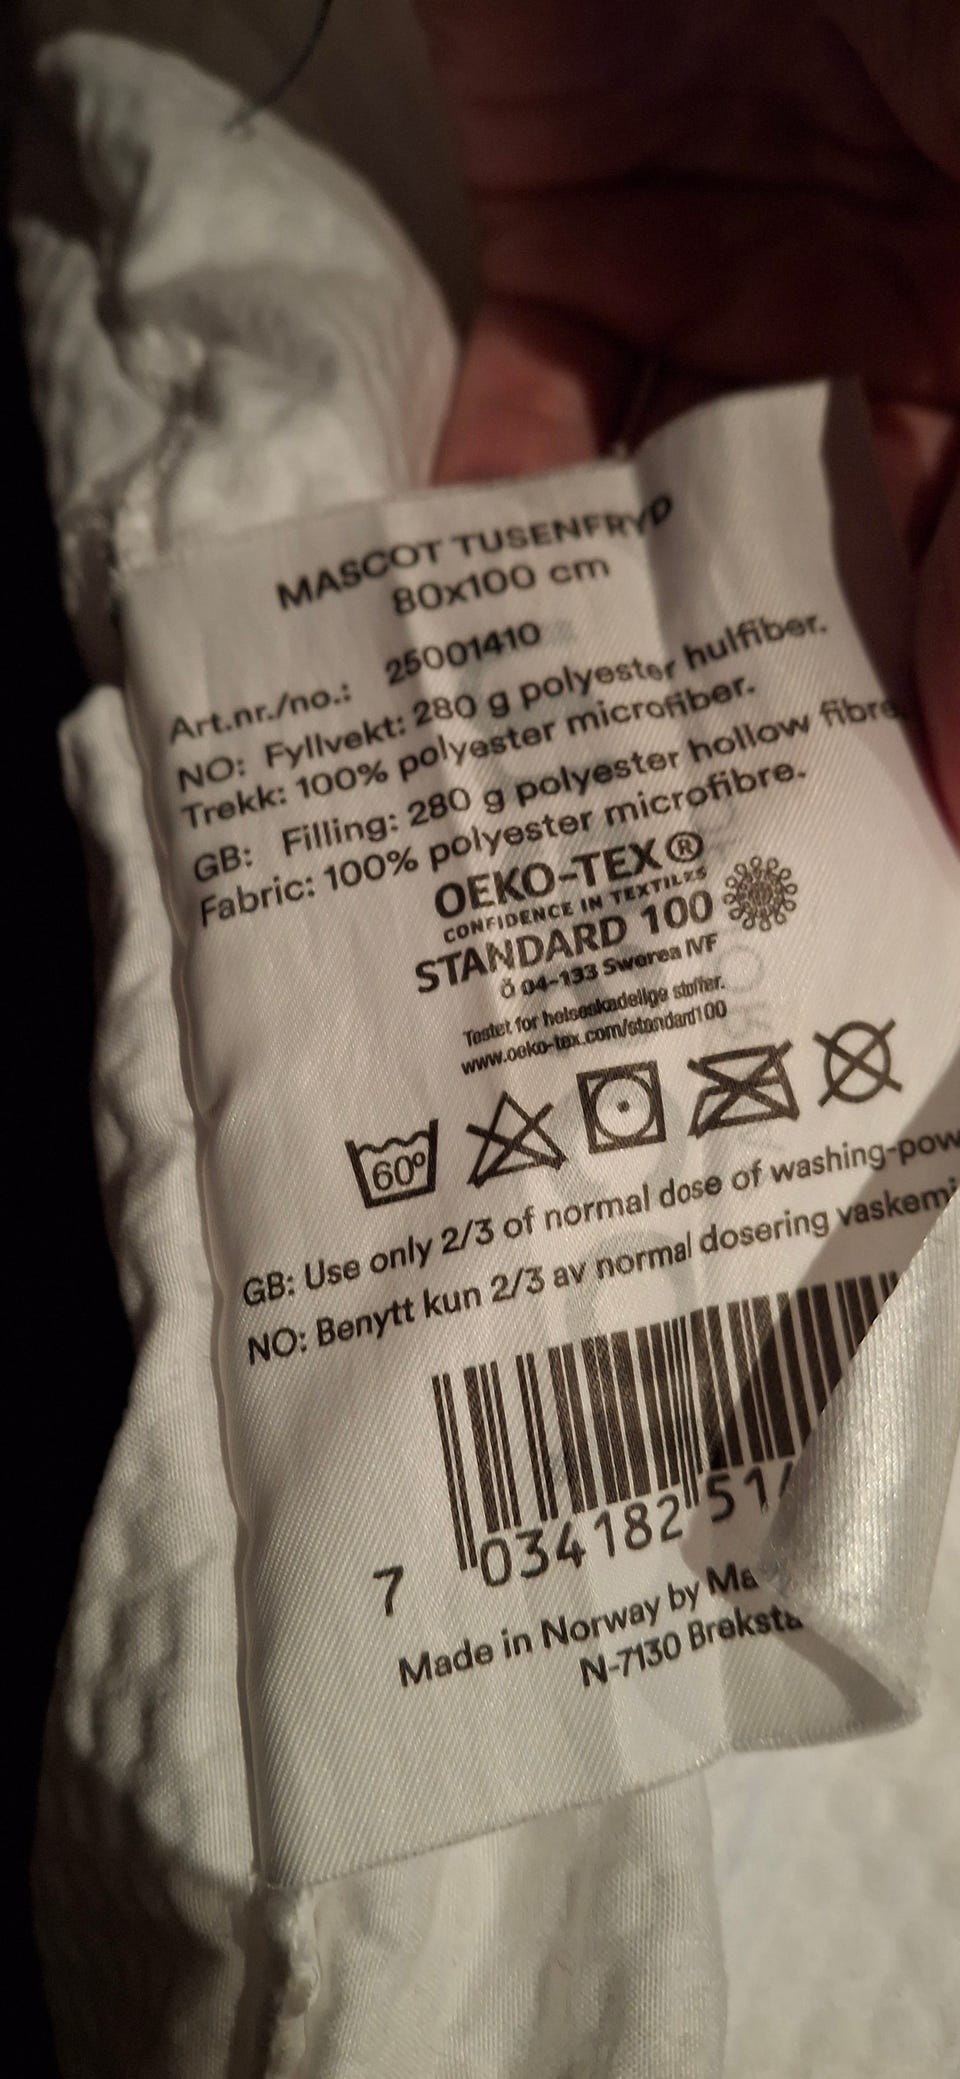 MASCOT TUSENFRYD
80x100 cm
Art.nr./no.: 25001410
NO: Fyllvekt: 280 g polyester hulfiber.
Trekk: 100% polyester microfiber.
GB: Filling: 280 g polyester hollow fibre
Fabric: 100% polyester microfibre.
OEKO-TEX®
CONFIDENCE IN TEXTILES
STANDARD 100
Ö 04-133 Swerea IVF
Testet for helseskadelige stoffer.
www.oeko-tex.com/standard100
60º
GB: Use only 2/3 of normal dose of washing-pow
NO: Benytt kun 2/3 av normal dosering vaskemi
7 034182 51
Made in Norway by Ma
N-7130 Breksta